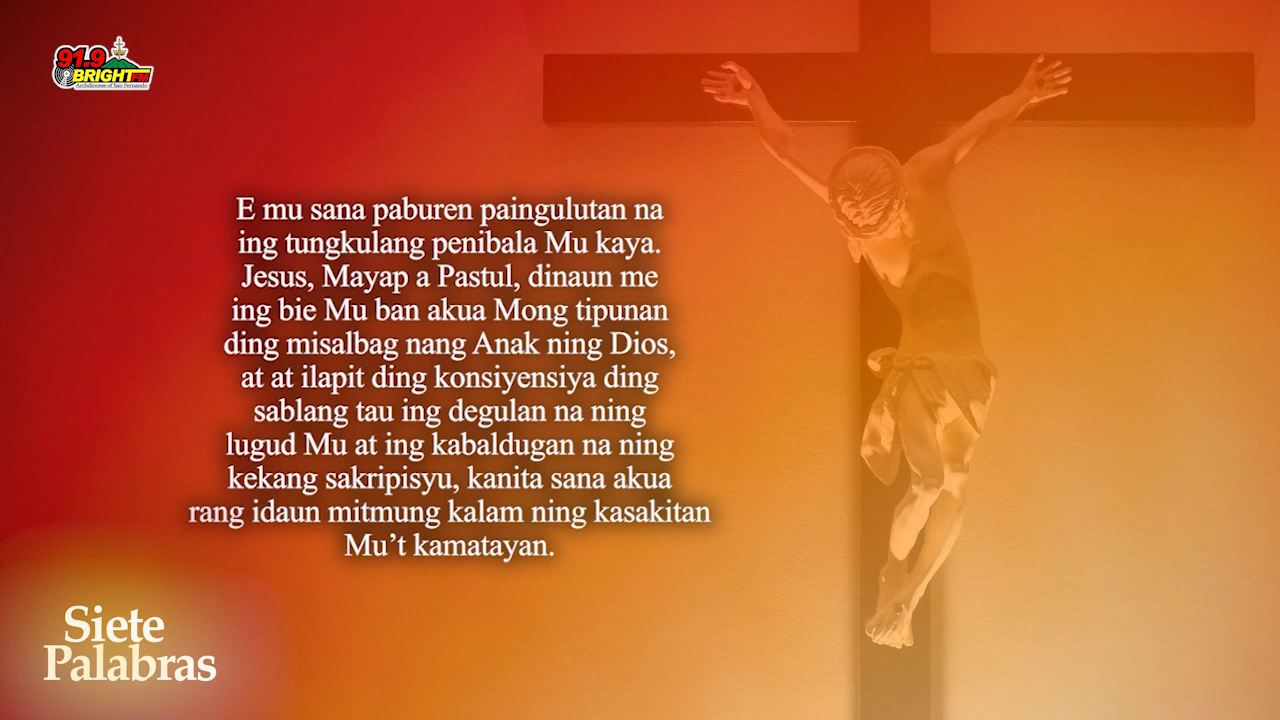 91.9
BRIGHT FM
Archdiocese of San Fernando
E mu sana paburen paingulutan na
ing tungkulang penibala Mu kaya.
Jesus, Mayap a Pastul, dinaun me
ing bie Mu ban akua Mong tipunan
ding misalbag nang Anak ning Dios,
at at ilapit ding konsiyensiya ding
sablang tau ing degulan na ning
lugud Mu at ing kabaldugan na ning
kekang sakripisyu, kanita sana akua
rang idaun mitmung kalam ning kasakitan
Mu’t kamatayan.
Siete
Palabras